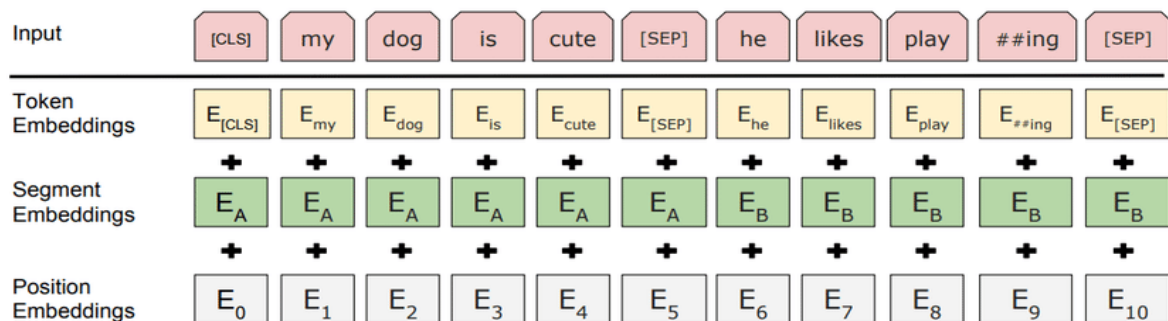 Input [CLS] my dog is cute [SEP] he likes play ##ing [SEP]
Token Embeddings E[CLS] Emy Edog Eis Ecute E[SEP] Ehe Elikes Eplay E##ing E[SEP]
+ + + + + + + + + + +
Segment Embeddings EA EA EA EA EA EA EB EB EB EB EB
+ + + + + + + + + + +
Position Embeddings E0 E1 E2 E3 E4 E5 E6 E7 E8 E9 E10